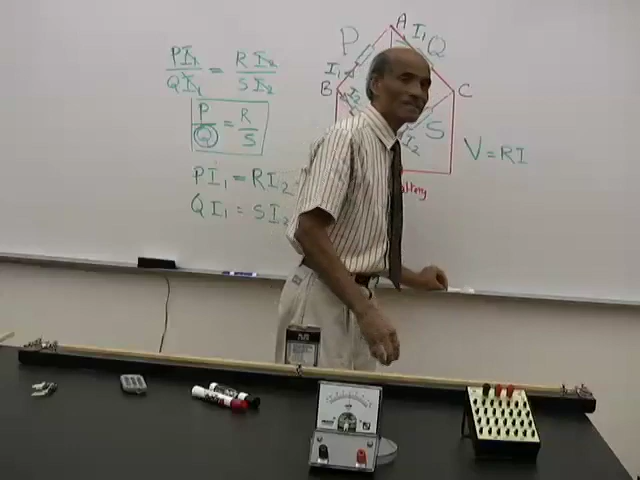 PI₁/QI₁ = RI₂/SI₂
P/Q = R/S
PI₁ = RI₂
QI₁ = SI₂
A
P
I₁
Q
I₁
B
I₂
C
S
I₂
V = RI